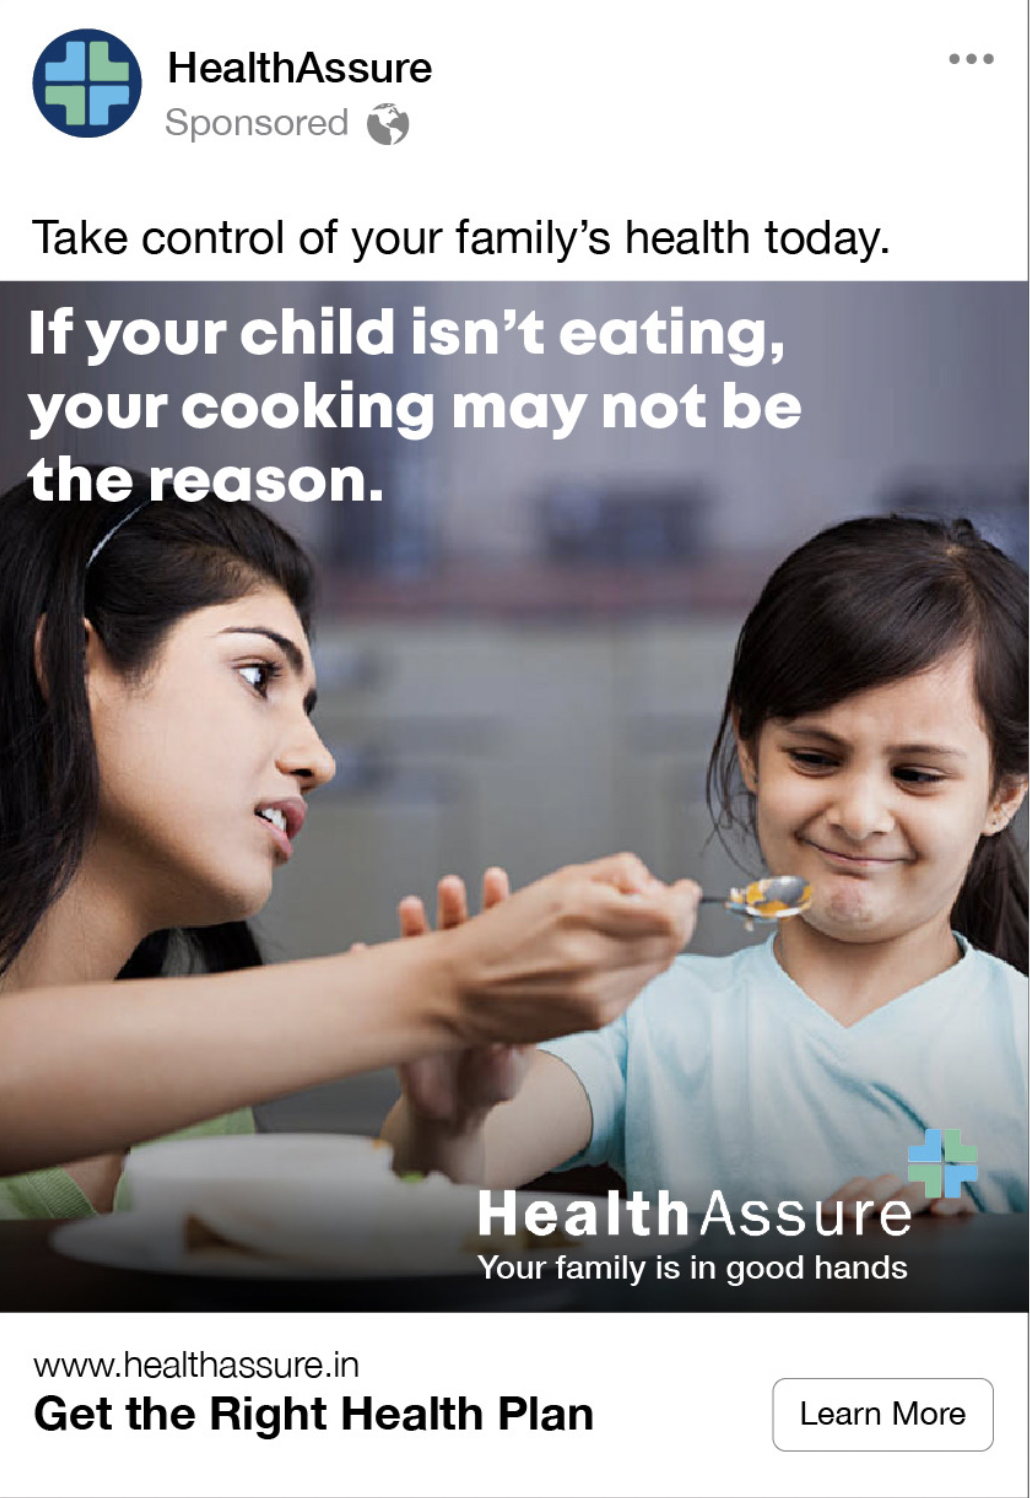 HealthAssure
Sponsored
Take control of your family’s health today.
If your child isn’t eating,
your cooking may not be
the reason.
HealthAssure
Your family is in good hands
www.healthassure.in
Get the Right Health Plan
Learn More